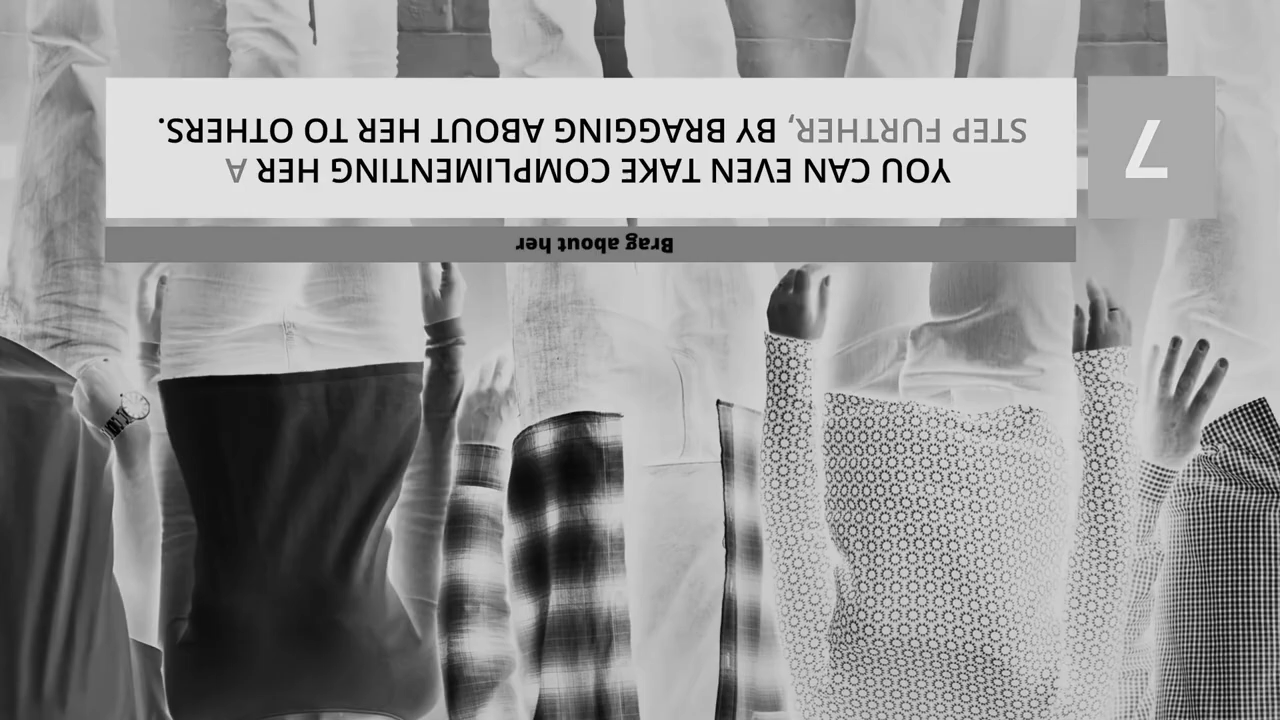 Brag about her
7
YOU CAN EVEN TAKE COMPLIMENTING HER A
STEP FURTHER, BY BRAGGING ABOUT HER TO OTHERS.